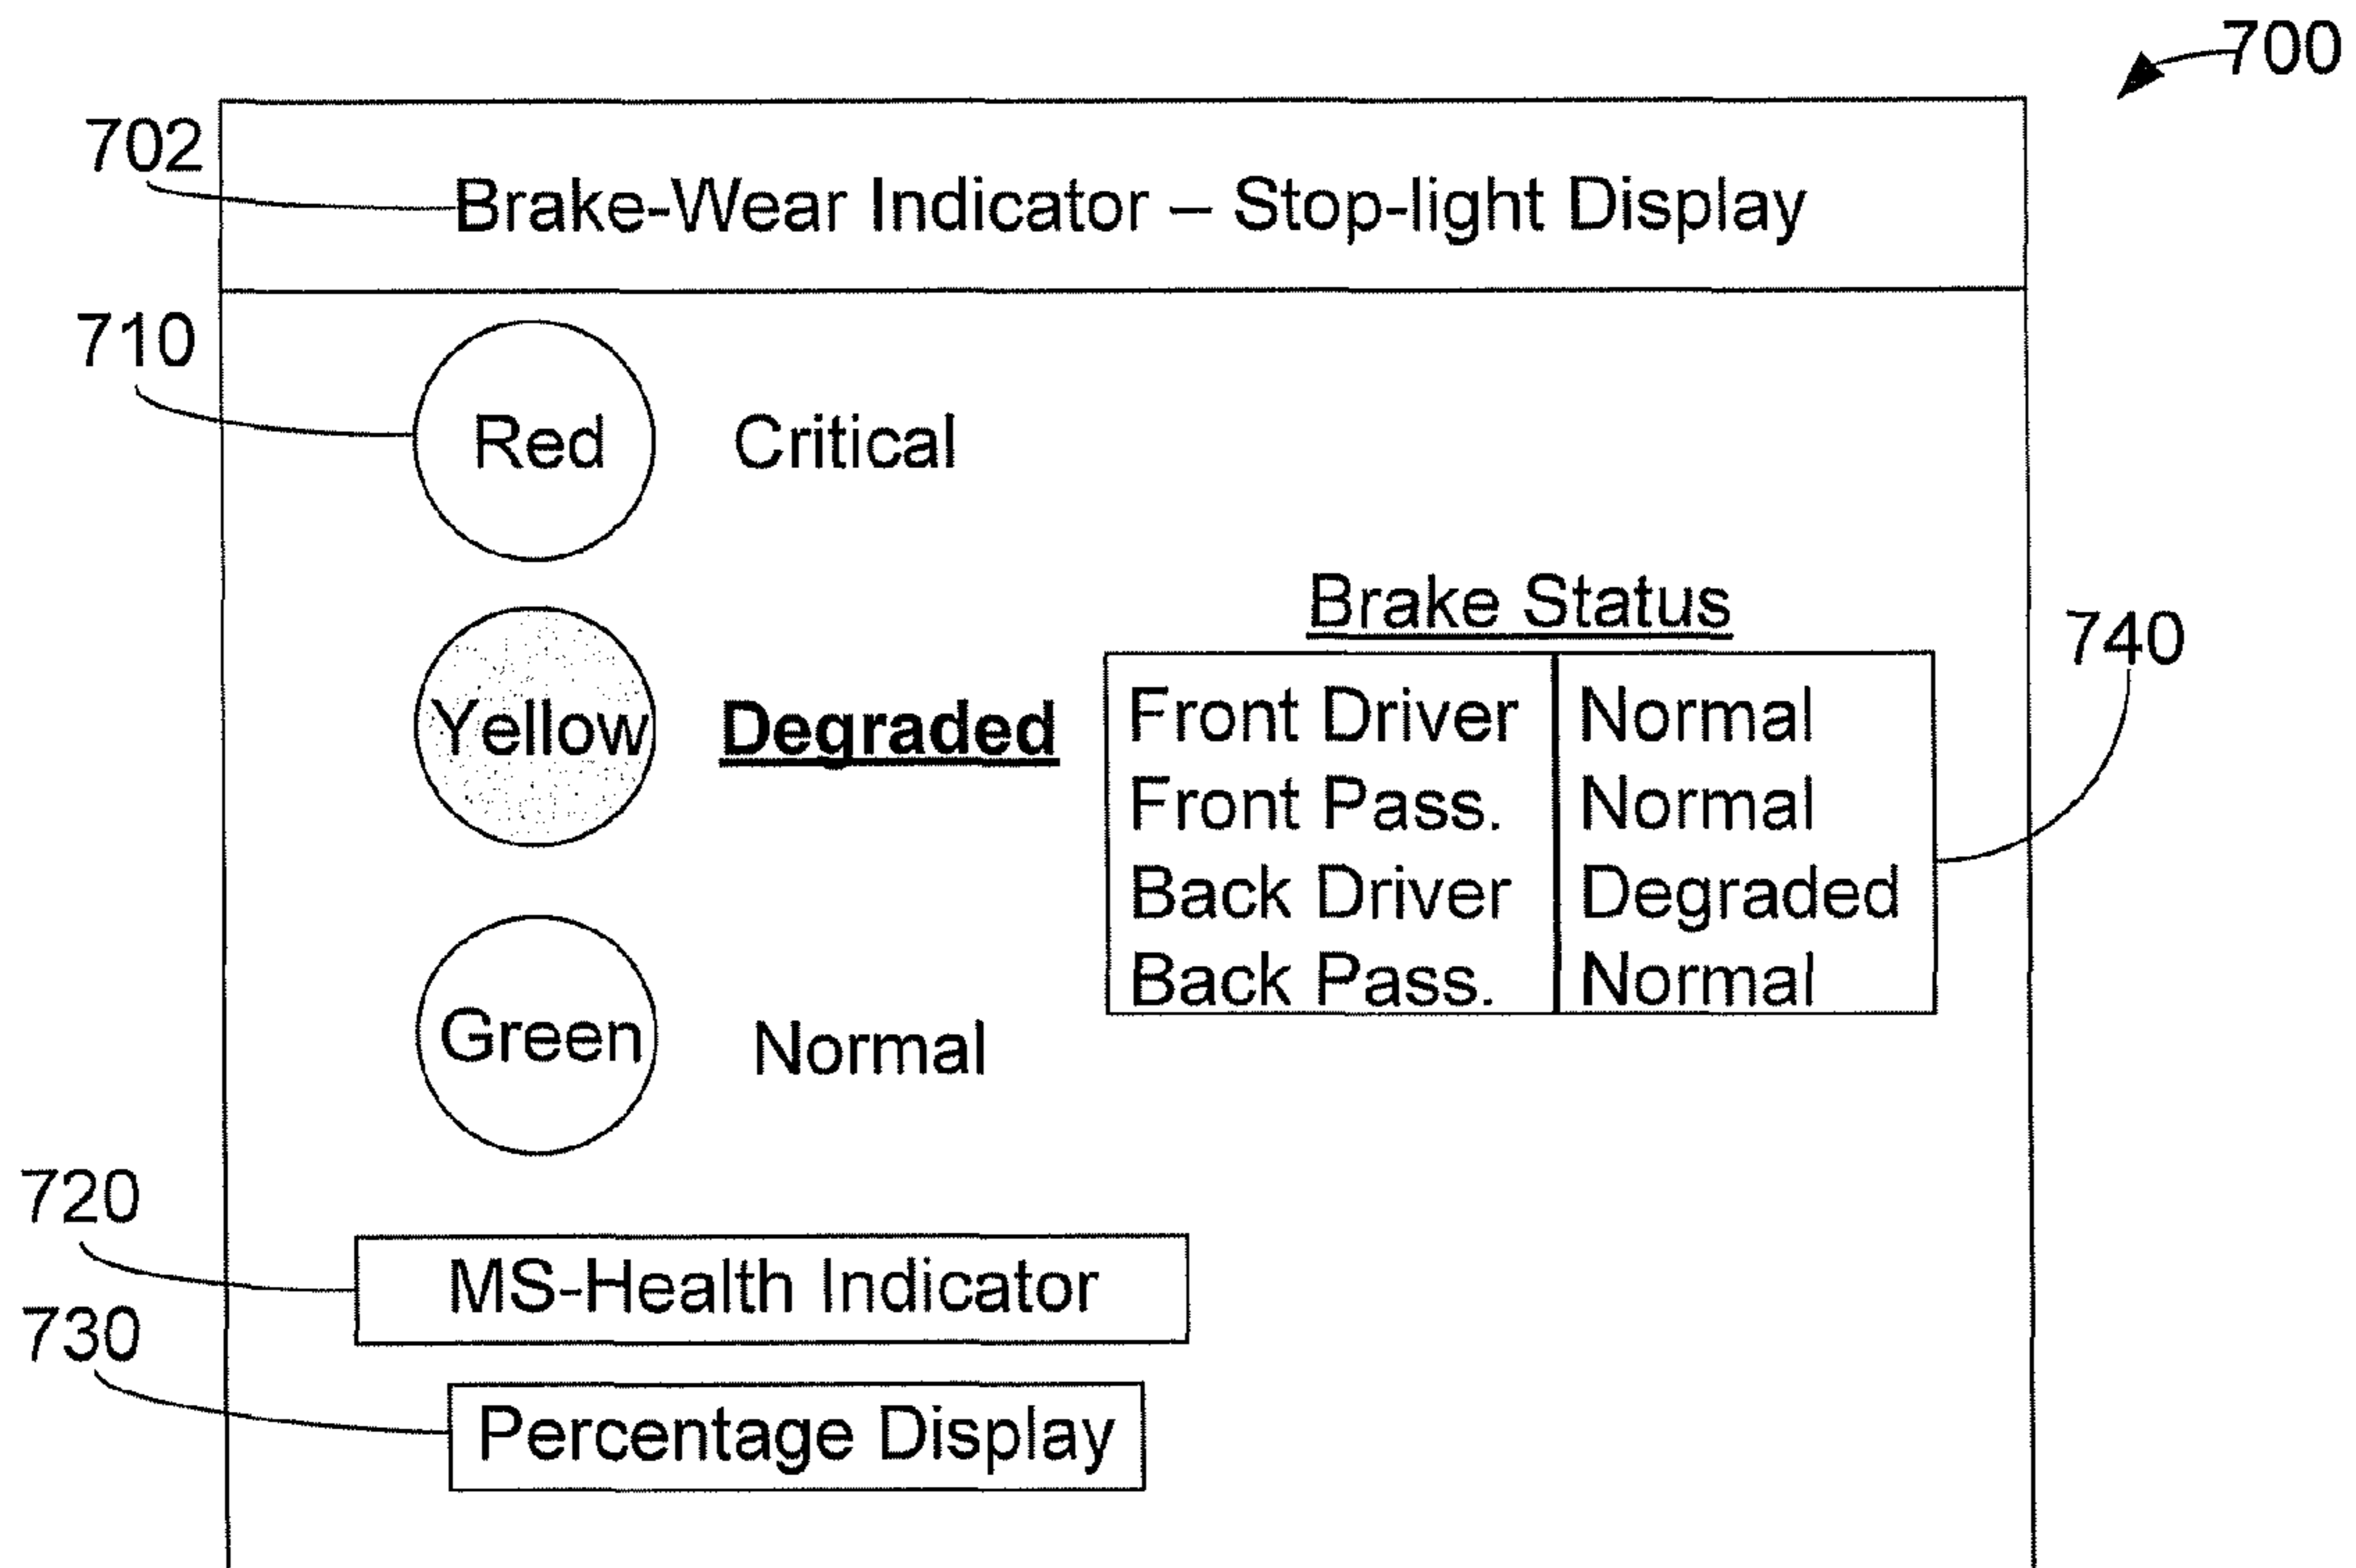 700
702
Brake-Wear Indicator – Stop-light Display
710
Red Critical
Brake Status
740
Yellow Degraded
Front Driver Normal
Front Pass. Normal
Back Driver Degraded
Back Pass. Normal
Green Normal
720
MS-Health Indicator
730
Percentage Display